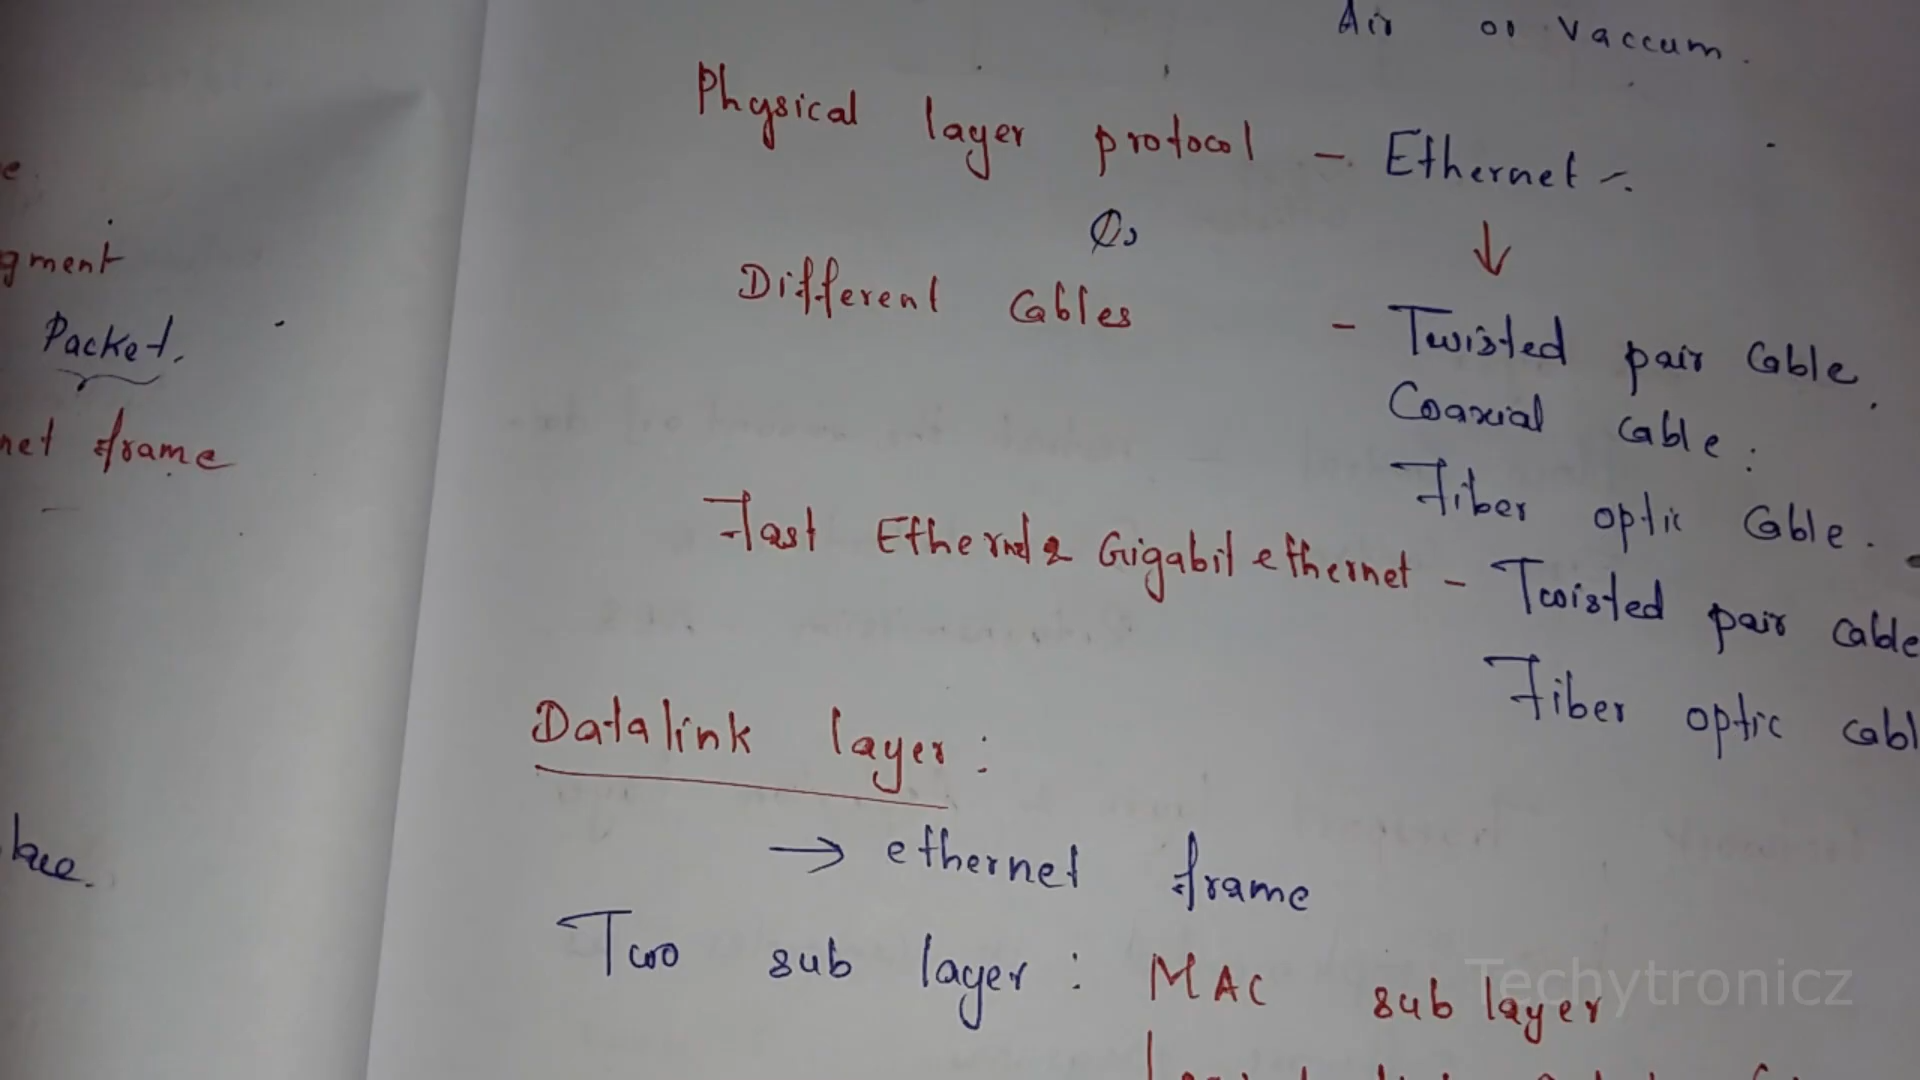 Air or Vaccum.
Physical layer protocol - Ethernet -.
Different Cables - Twisted pair Cable.
Coaxial Cable:
Fiber optic Cable.
Fast Ethernet & Gigabit ethernet - Twisted pair cable
Fiber optic cabl
Datalink layer:
→ ethernet frame
Two sub layer: MAC sub layer
e
gment
Packet.
net frame
Techytronicz